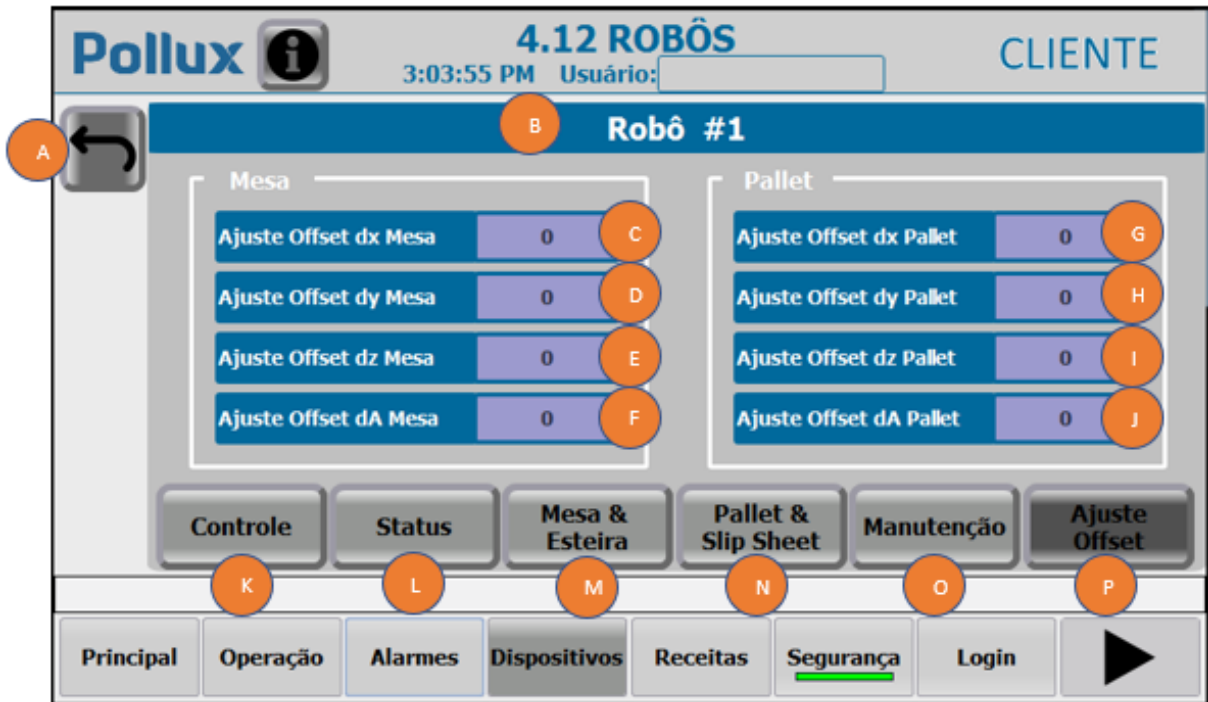 Pollux
4.12 ROBÔS
3:03:55 PM Usuário:
CLIENTE
A
B
Robô #1
Mesa
Ajuste Offset dx Mesa 0 C
Ajuste Offset dy Mesa 0 D
Ajuste Offset dz Mesa 0 E
Ajuste Offset dA Mesa 0 F
Pallet
Ajuste Offset dx Pallet 0 G
Ajuste Offset dy Pallet 0 H
Ajuste Offset dz Pallet 0 I
Ajuste Offset dA Pallet 0 J
Controle
Status
Mesa &
Esteira
Pallet &
Slip Sheet
Manutenção
Ajuste
Offset
K
L
M
N
O
P
Principal
Operação
Alarmes
Dispositivos
Receitas
Segurança
Login